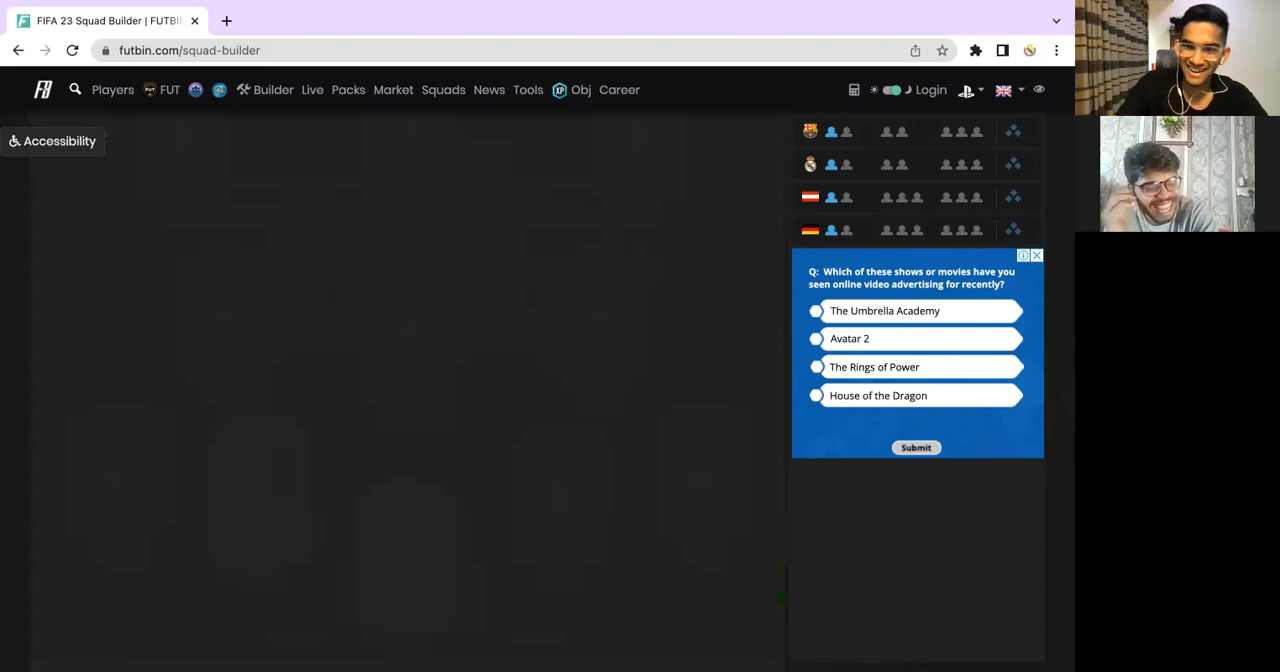 FIFA 23 Squad Builder | FUTBI
futbin.com/squad-builder
Players FUT Builder Live Packs Market Squads News Tools XP Obj Career Login
Accessibility
Q: Which of these shows or movies have you
seen online video advertising for recently?
The Umbrella Academy
Avatar 2
The Rings of Power
House of the Dragon
Submit